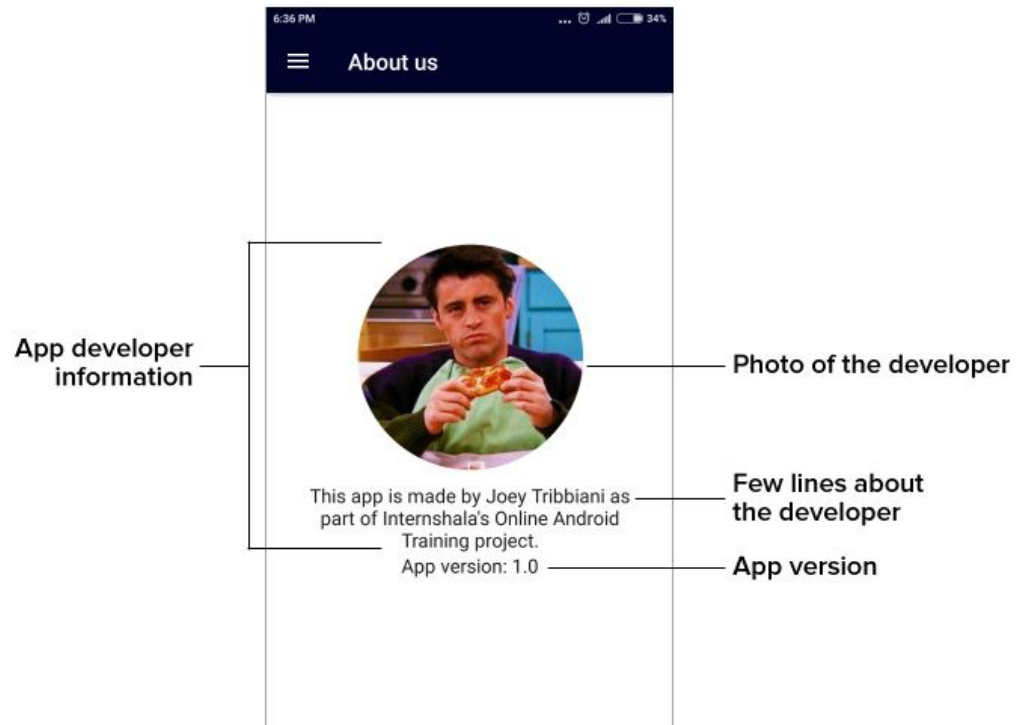 6:36 PM ... 34%
About us
App developer
information
Photo of the developer
This app is made by Joey Tribbiani as
part of Internshala's Online Android
Training project.
App version: 1.0
Few lines about
the developer
App version